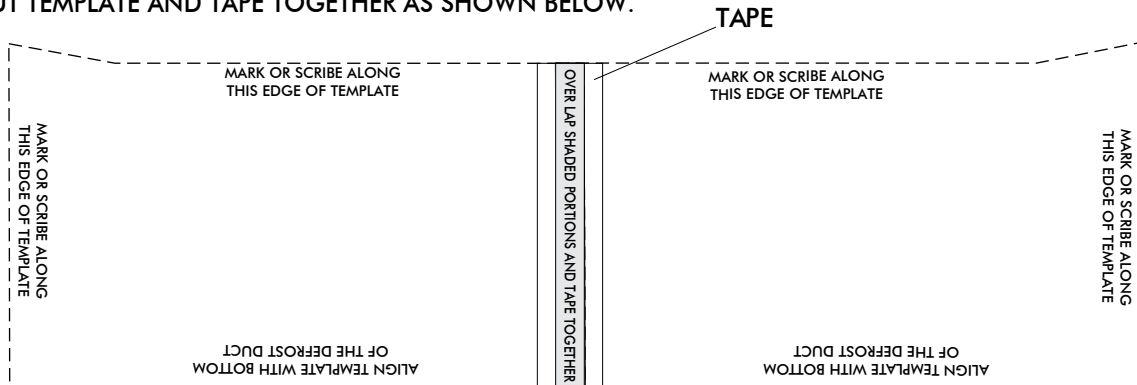 UT TEMPLATE AND TAPE TOGETHER AS SHOWN BELOW.
TAPE
MARK OR SCRIBE ALONG
THIS EDGE OF TEMPLATE
MARK OR SCRIBE ALONG
THIS EDGE OF TEMPLATE
MARK OR SCRIBE ALONG
THIS EDGE OF TEMPLATE
OVER LAP SHADED PORTIONS AND TAPE TOGETHER
MARK OR SCRIBE ALONG
THIS EDGE OF TEMPLATE
ALIGN TEMPLATE WITH BOTTOM
OF THE DEFROST DUCT
ALIGN TEMPLATE WITH BOTTOM
OF THE DEFROST DUCT